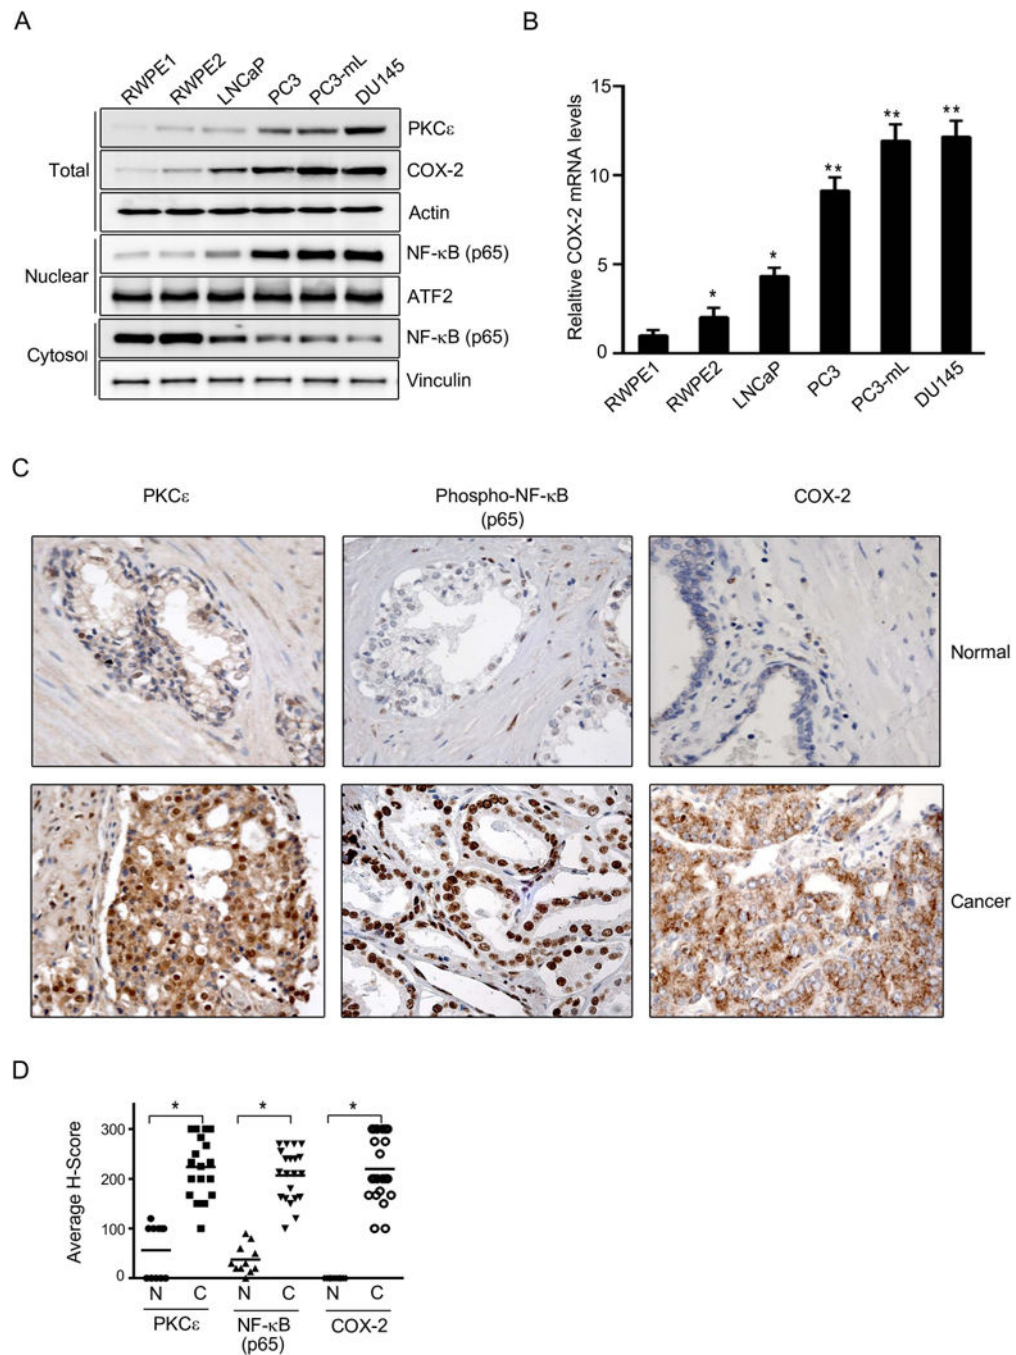 A
RWPE1 RWPE2 LNCaP PC3 PC3-mL DU145
Total
PKCε
COX-2
Actin
Nuclear
NF-κB (p65)
ATF2
Cytosol
NF-κB (p65)
Vinculin
B
Relaltive COX-2 mRNA levels
15
10
5
0
* * ** ** **
RWPE1 RWPE2 LNCaP PC3 PC3-mL DU145
C
PKCε Phospho-NF-κB COX-2
(p65)
Normal
Cancer
D
Average H-Score
300
200
100
0
* * *
N C N C N C
PKCε NF-κB COX-2
(p65)